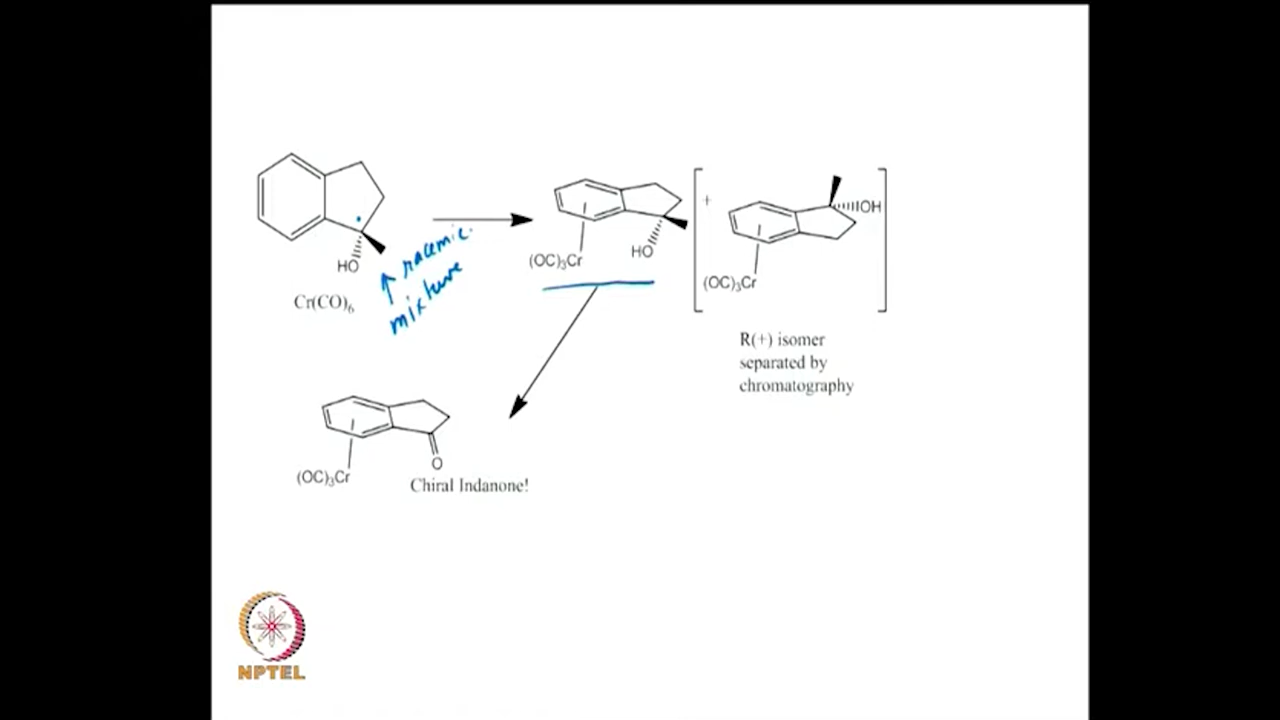 HO
Cr(CO)₆
↑ racemic
mixture
(OC)₃Cr
HO
+
OH
(OC)₃Cr
R(+) isomer
separated by
chromatography
(OC)₃Cr
O
Chiral Indanone!
NPTEL